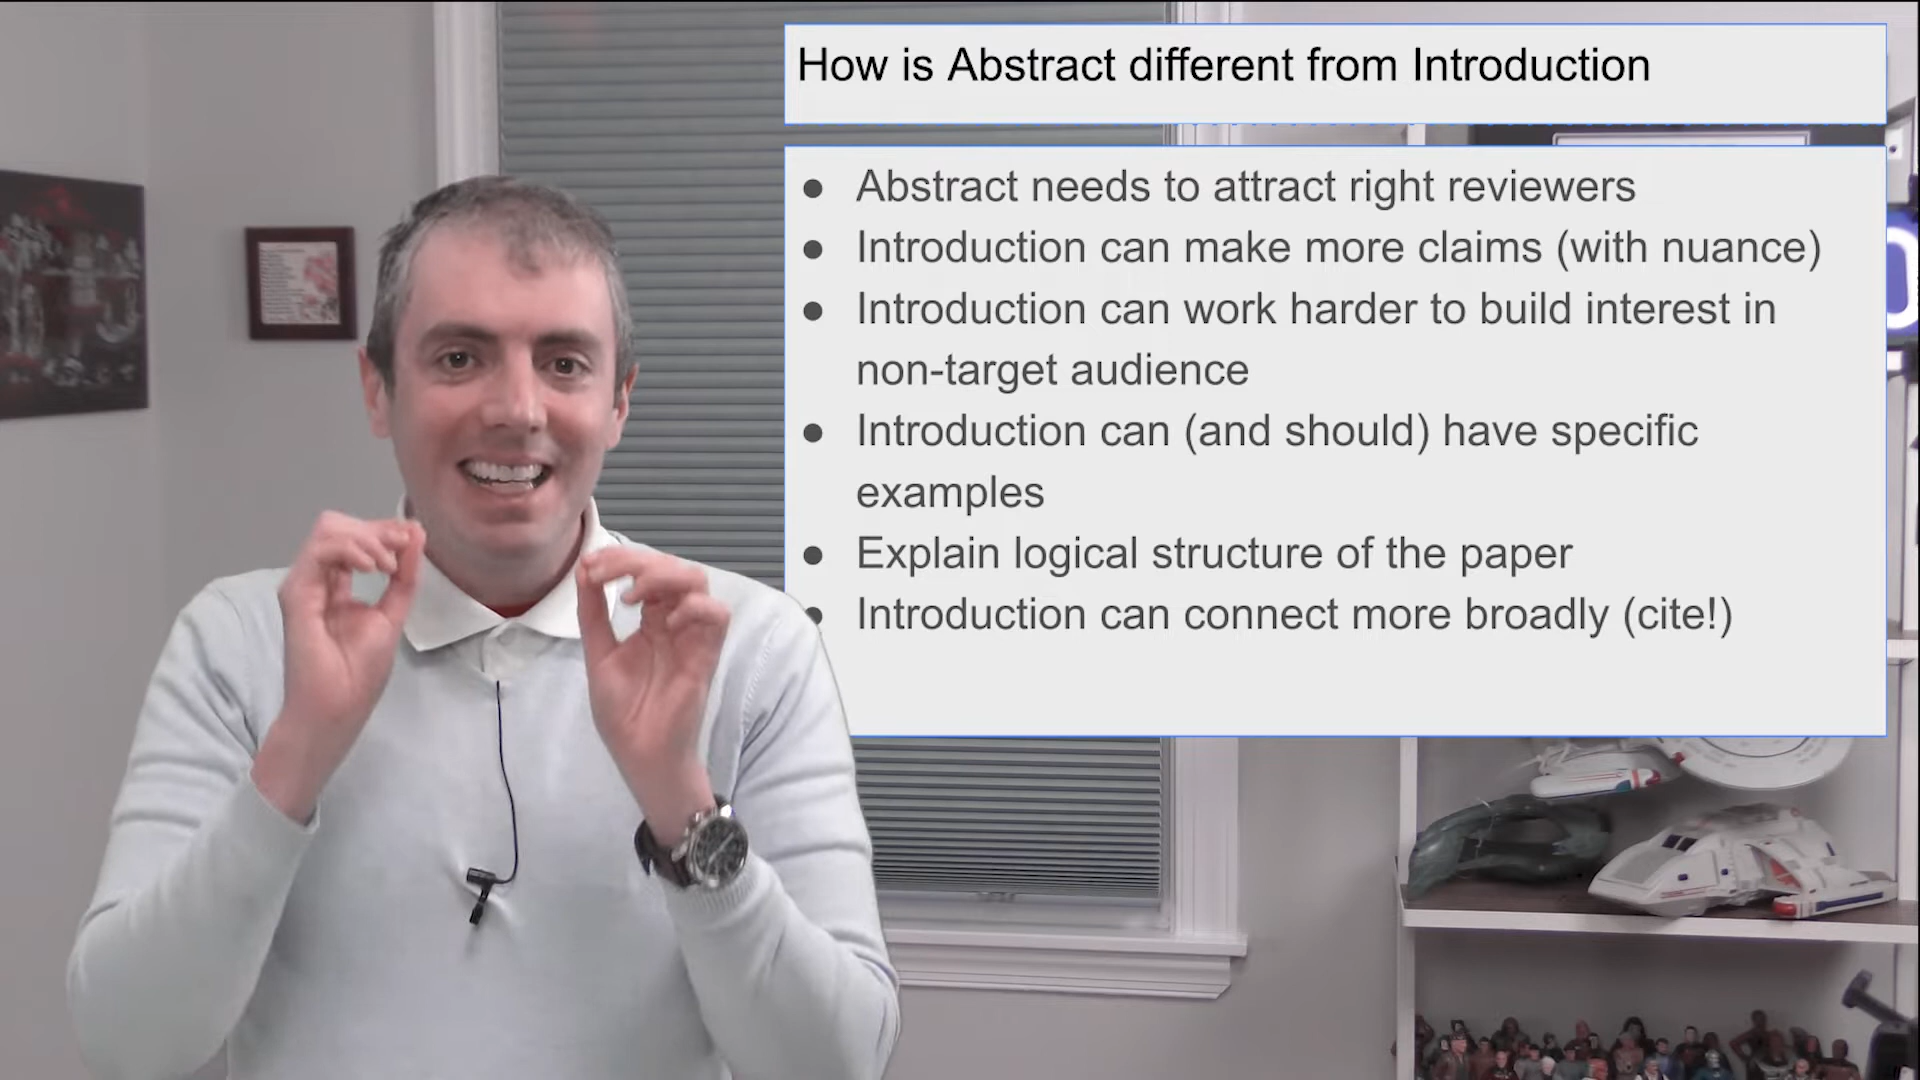 How is Abstract different from Introduction
● Abstract needs to attract right reviewers
● Introduction can make more claims (with nuance)
● Introduction can work harder to build interest in
non-target audience
● Introduction can (and should) have specific
examples
● Explain logical structure of the paper
● Introduction can connect more broadly (cite!)